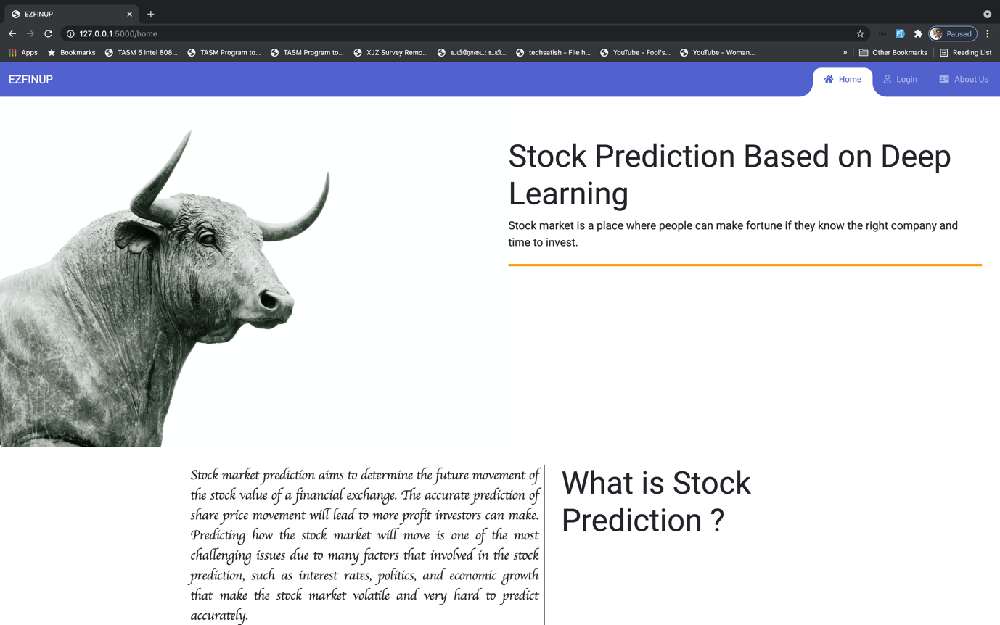 EZFINUP
127.0.0.1:5000/home
Paused
Apps
Bookmarks
TASM 5 Intel 808...
TASM Program to...
TASM Program to...
XJZ Survey Remo...
உயிரோடை: உயி...
techsatish - File h...
YouTube - Fool's...
YouTube - Woman...
»
Other Bookmarks
Reading List
EZFINUP
Home
Login
About Us
Stock Prediction Based on Deep
Learning
Stock market is a place where people can make fortune if they know the right company and
time to invest.
Stock market prediction aims to determine the future movement of
the stock value of a financial exchange. The accurate prediction of
share price movement will lead to more profit investors can make.
Predicting how the stock market will move is one of the most
challenging issues due to many factors that involved in the stock
prediction, such as interest rates, politics, and economic growth
that make the stock market volatile and very hard to predict
accurately.
What is Stock
Prediction ?